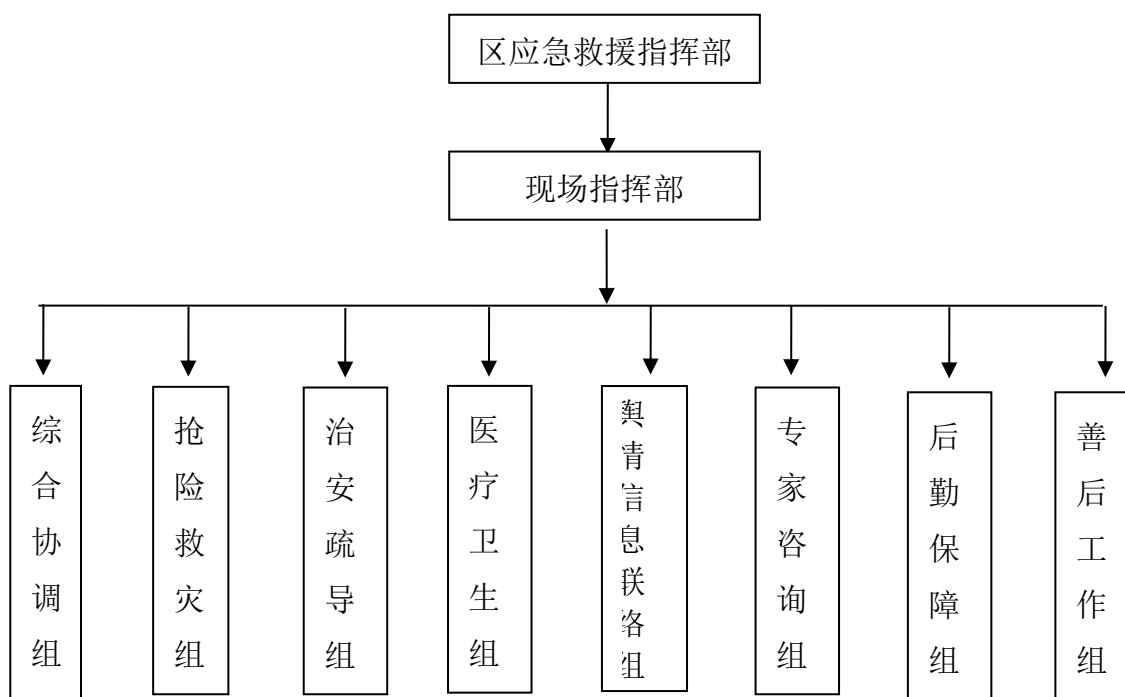 区应急救援指挥部
现场指挥部
综合协调组
抢险救灾组
治安疏导组
医疗卫生组
舆情信息联络组
专家咨询组
后勤保障组
善后工作组